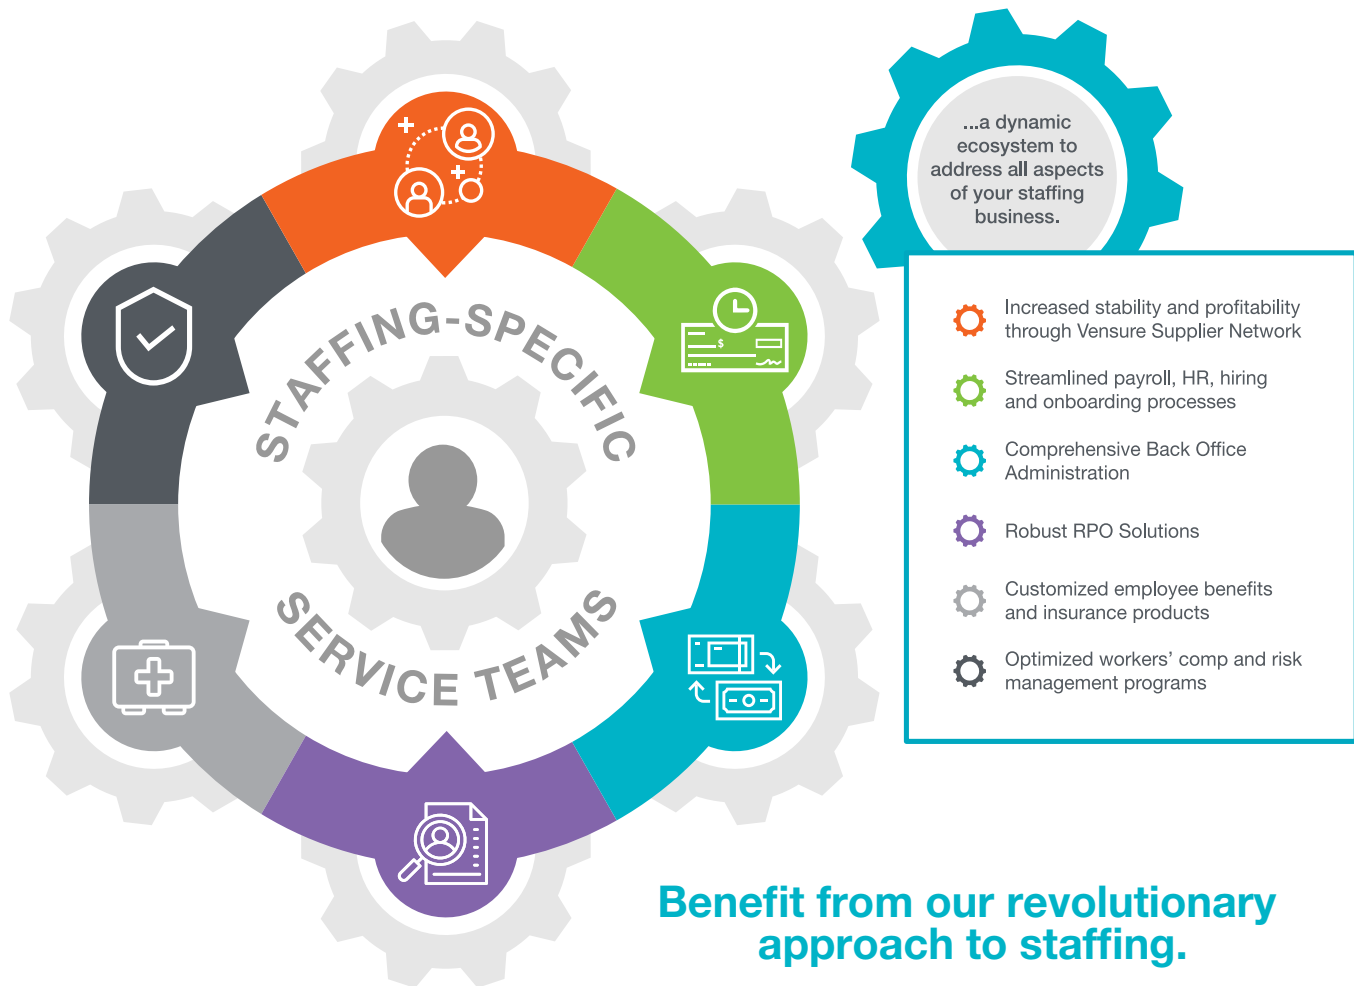 STAFFING-SPECIFIC
SERVICE TEAMS
$
...a dynamic
ecosystem to
address all aspects
of your staffing
business.
Increased stability and profitability
through Vensure Supplier Network
Streamlined payroll, HR, hiring
and onboarding processes
Comprehensive Back Office
Administration
Robust RPO Solutions
Customized employee benefits
and insurance products
Optimized workers’ comp and risk
management programs
Benefit from our revolutionary
approach to staffing.